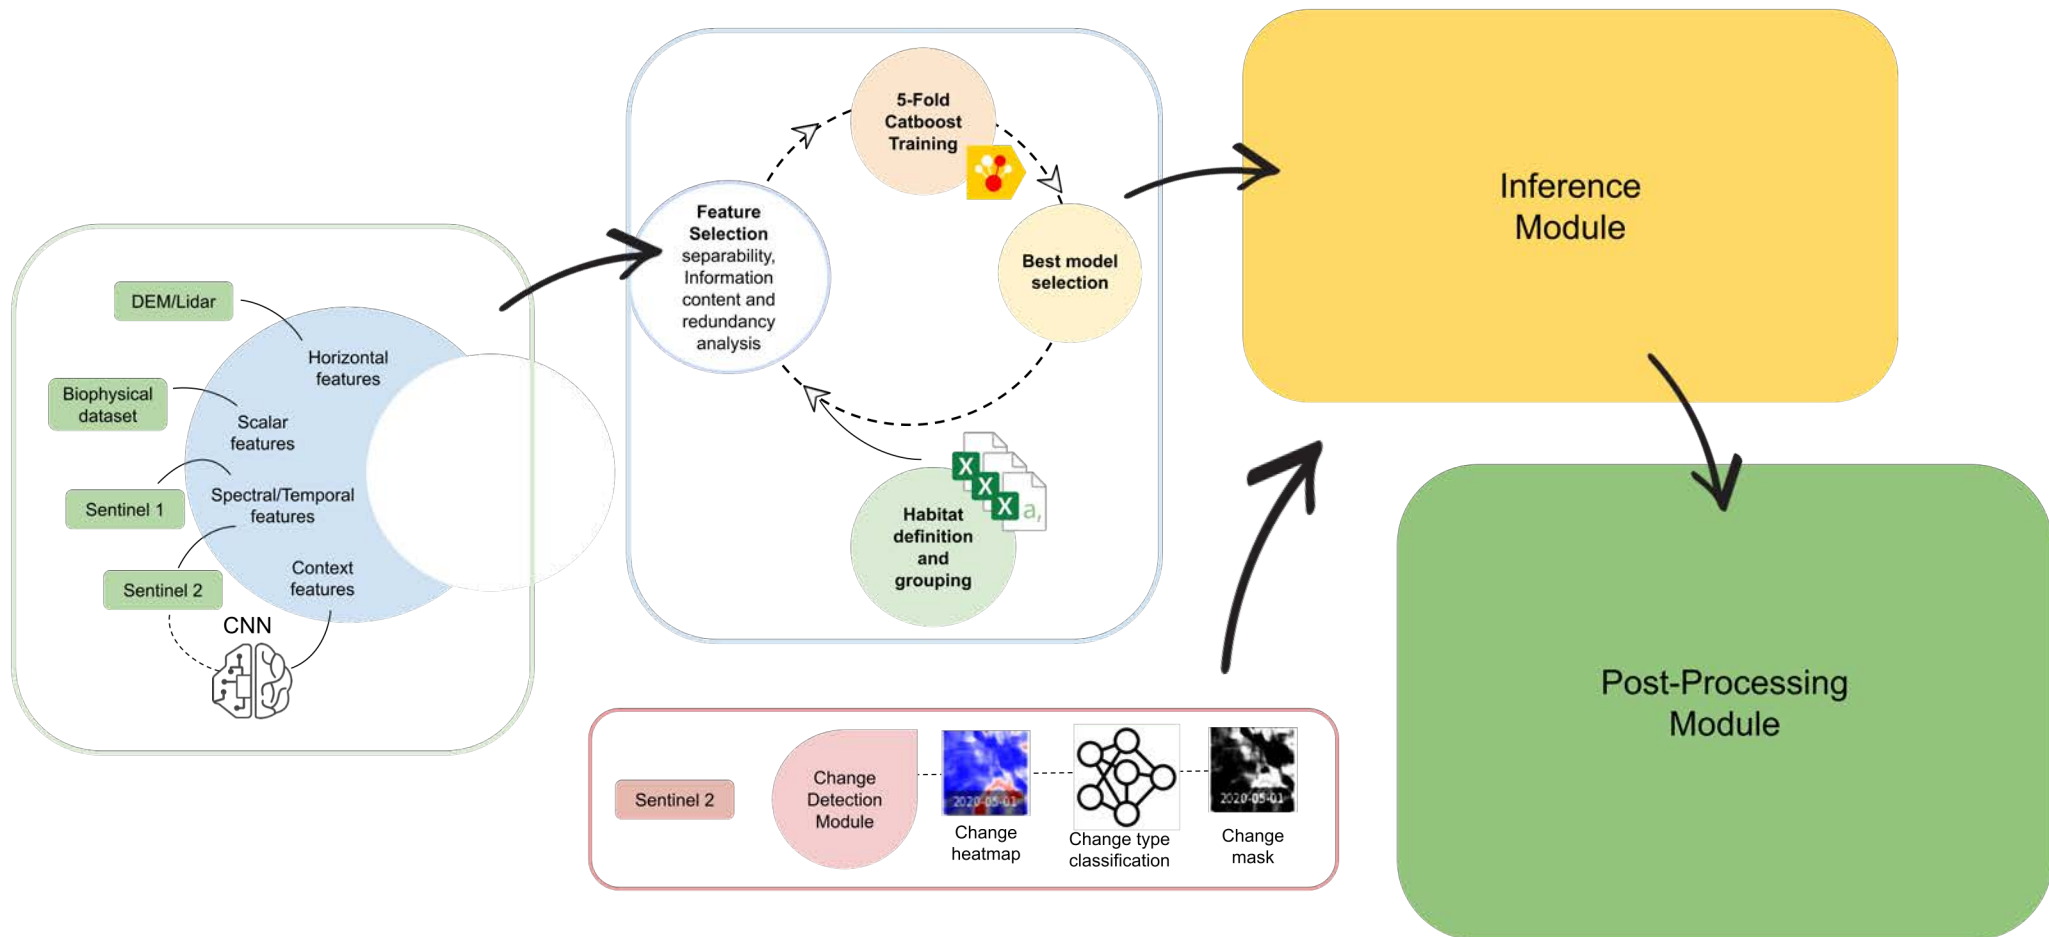 DEM/Lidar
Horizontal
features
Biophysical
dataset
Scalar
features
Sentinel 1
Spectral/Temporal
features
Sentinel 2
Context
features
CNN
Feature
Selection
separability,
Information
content and
redundancy
analysis
5-Fold
Catboost
Training
Best model
selection
X
X
X
a,
Habitat
definition
and
grouping
Inference
Module
Post-Processing
Module
Sentinel 2
Change
Detection
Module
2020-05-01
Change
heatmap
Change type
classification
2020-05-01
Change
mask